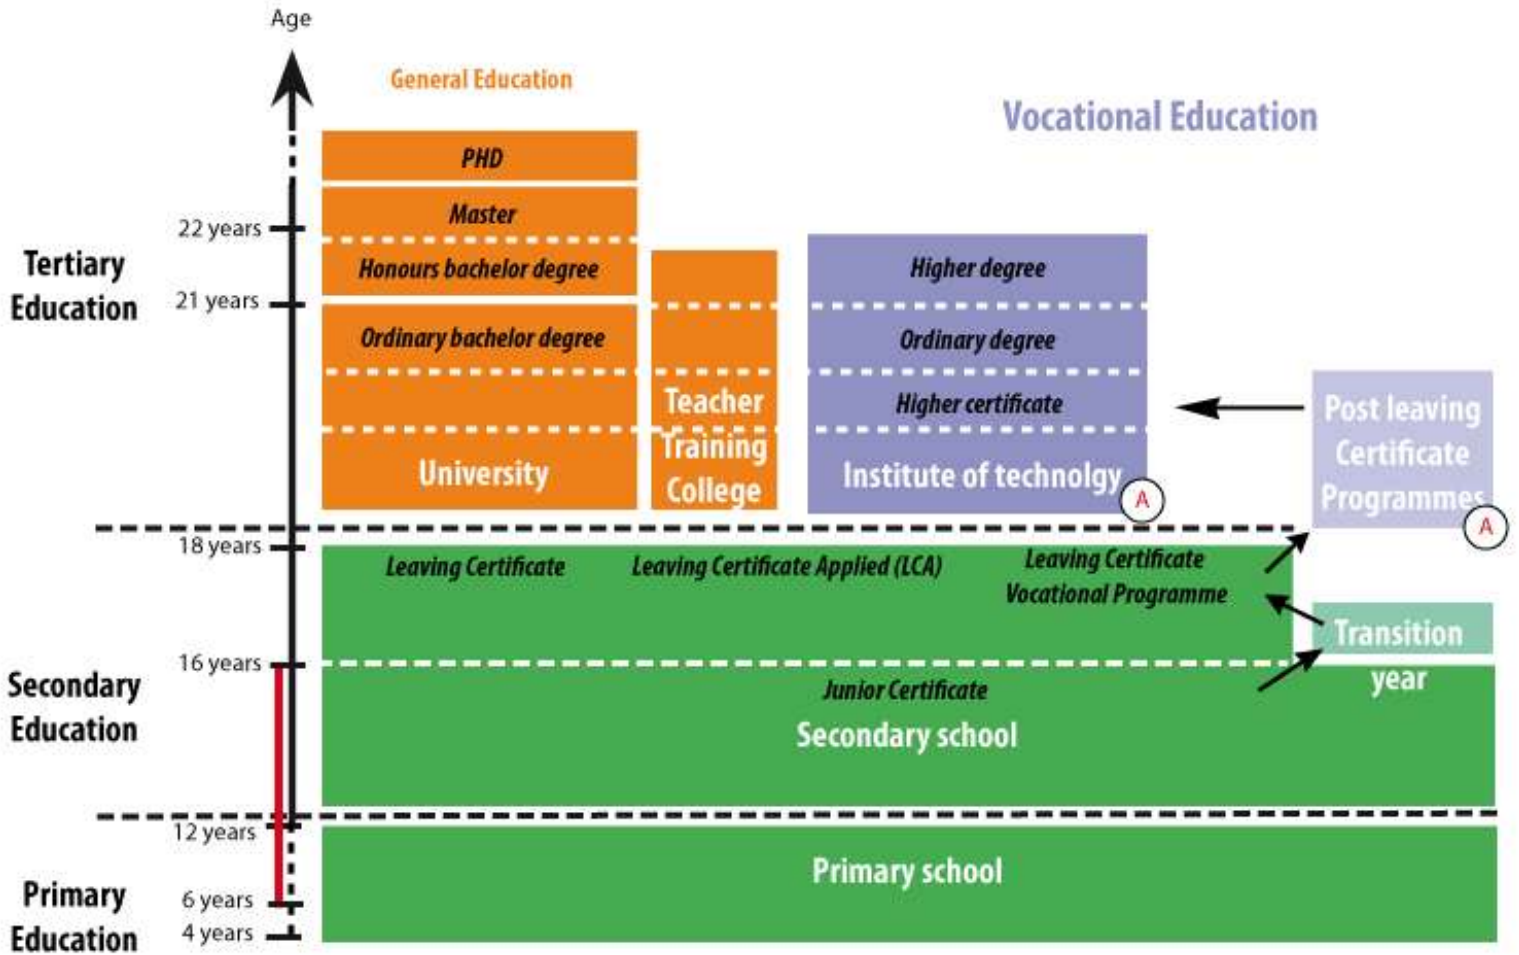 Age
General Education
Vocational Education
PHD
Master
22 years
Tertiary
Education
Honours bachelor degree
Higher degree
21 years
Ordinary bachelor degree
Ordinary degree
Teacher
Training
College
Higher certificate
Post leaving
Certificate
Programmes
University
Institute of technolgy
A
A
18 years
Leaving Certificate
Leaving Certificate Applied (LCA)
Leaving Certificate
Vocational Programme
Transition
year
16 years
Secondary
Education
Junior Certificate
Secondary school
12 years
Primary school
Primary
Education
6 years
4 years